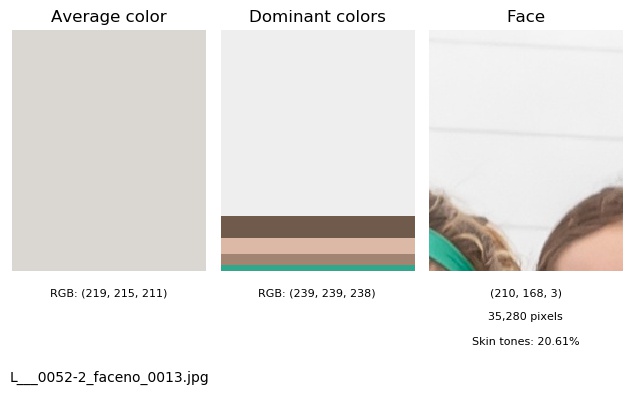 Average color
Dominant colors
Face
RGB: (219, 215, 211)
RGB: (239, 239, 238)
(210, 168, 3)
35,280 pixels
Skin tones: 20.61%
L___0052-2_faceno_0013.jpg